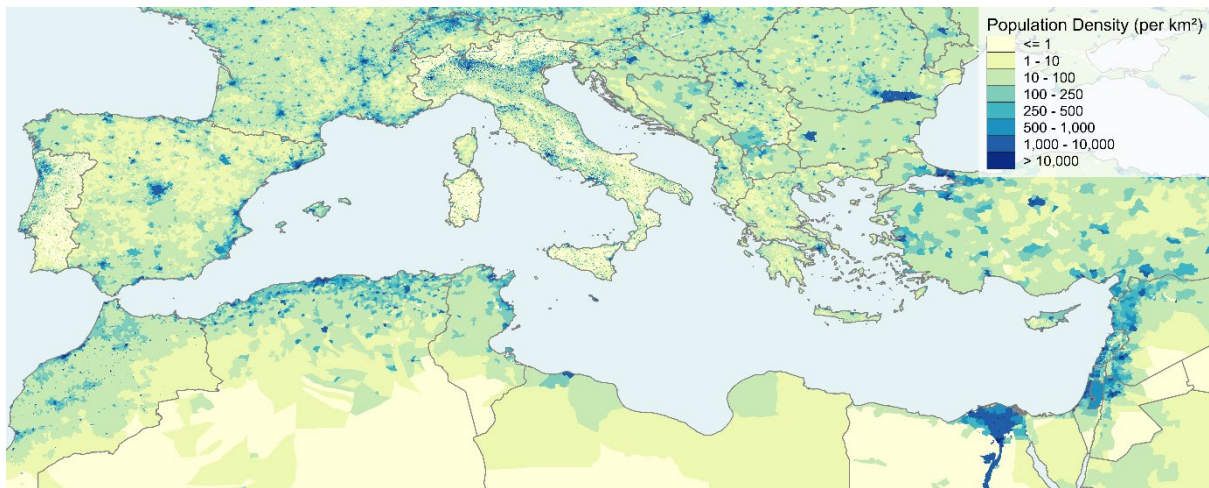 Population Density (per km²)
<= 1
1 - 10
10 - 100
100 - 250
250 - 500
500 - 1,000
1,000 - 10,000
> 10,000